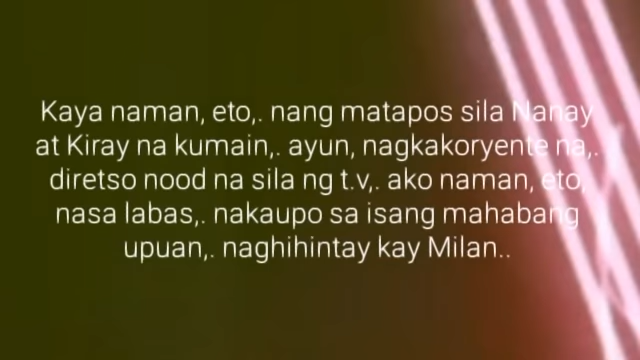 Kaya naman, eto,. nang matapos sila Nanay
at Kiray na kumain,. ayun, nagkakoryente na,.
diretso nood na sila ng t.v,. ako naman, eto,
nasa labas,. nakaupo sa isang mahabang
upuan,. naghihintay kay Milan..